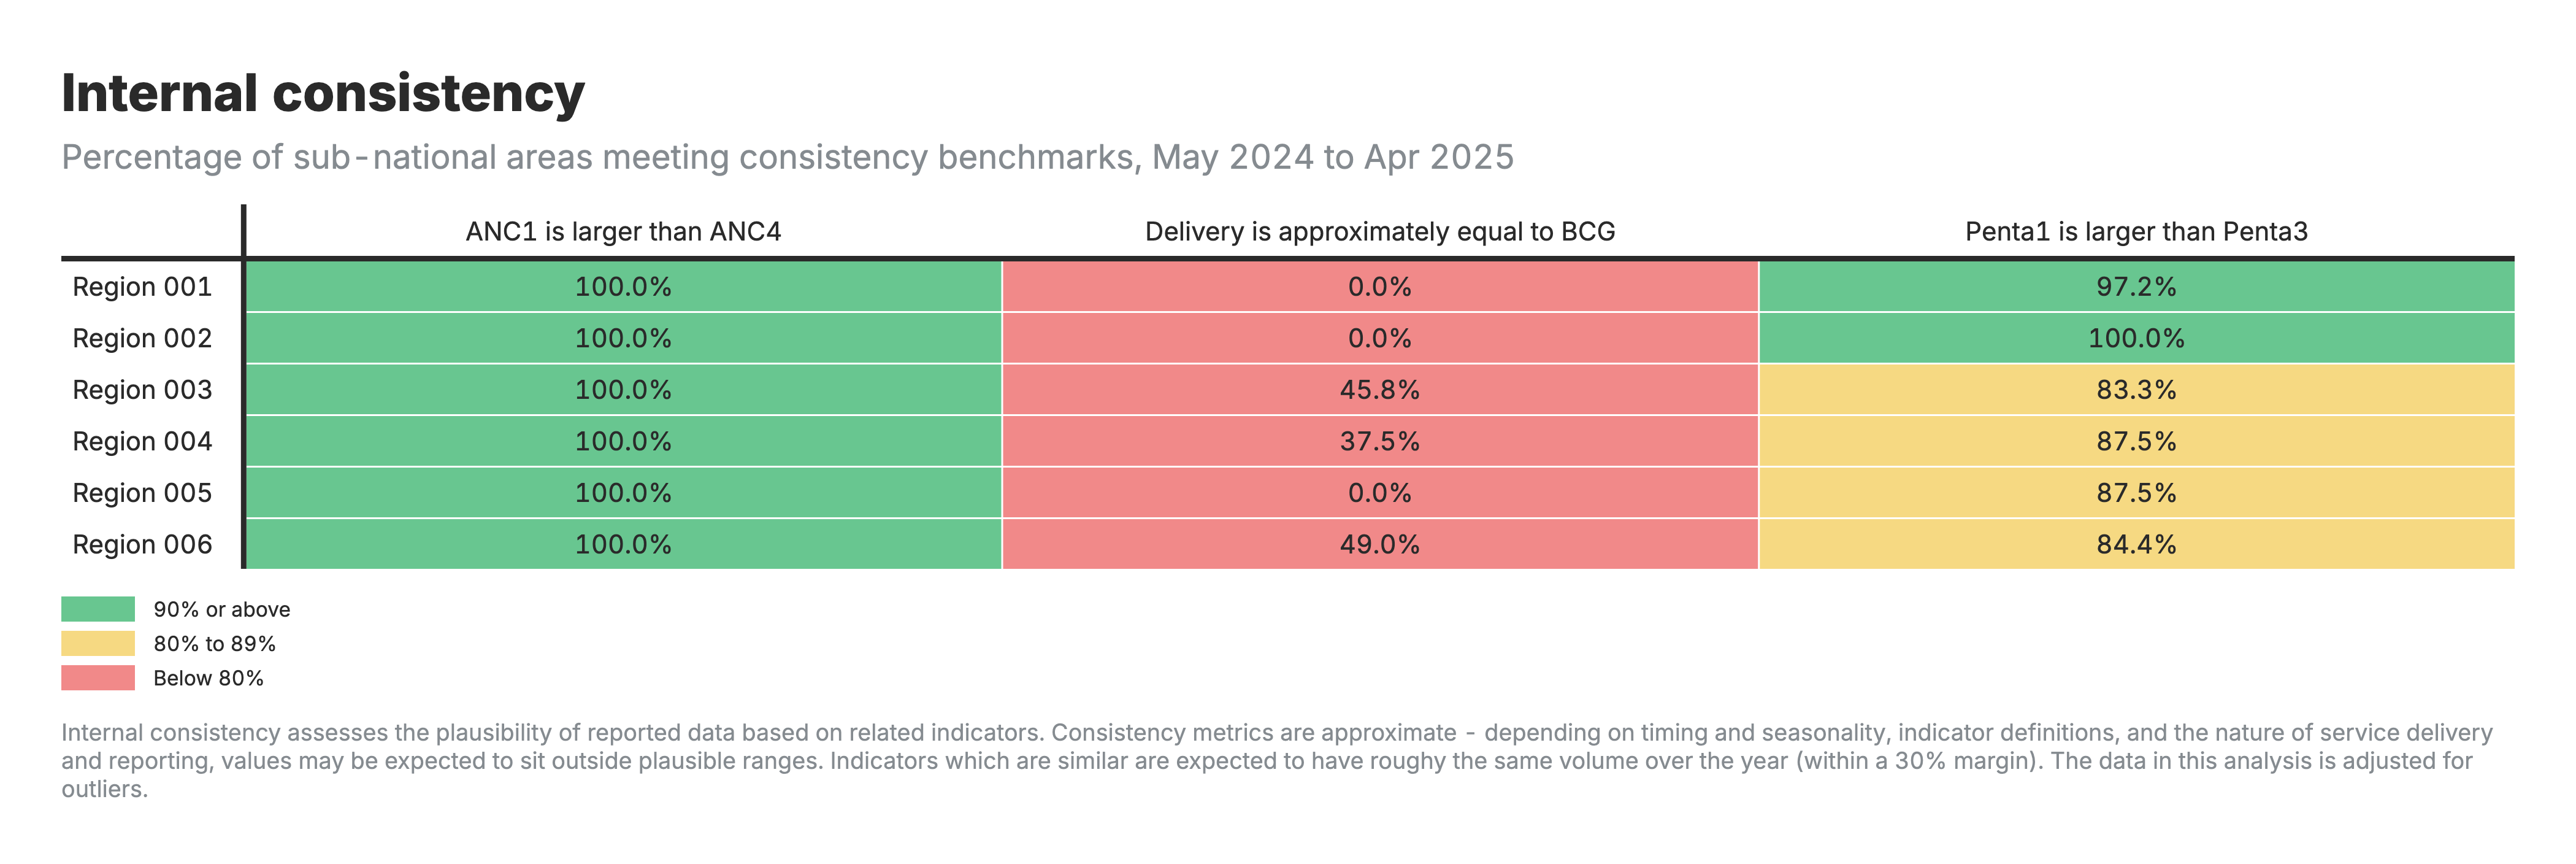 Internal consistency
Percentage of sub-national areas meeting consistency benchmarks, May 2024 to Apr 2025
ANC1 is larger than ANC4 Delivery is approximately equal to BCG Penta1 is larger than Penta3
Region 001 100.0% 0.0% 97.2%
Region 002 100.0% 0.0% 100.0%
Region 003 100.0% 45.8% 83.3%
Region 004 100.0% 37.5% 87.5%
Region 005 100.0% 0.0% 87.5%
Region 006 100.0% 49.0% 84.4%
90% or above
80% to 89%
Below 80%
Internal consistency assesses the plausibility of reported data based on related indicators. Consistency metrics are approximate - depending on timing and seasonality, indicator definitions, and the nature of service delivery
and reporting, values may be expected to sit outside plausible ranges. Indicators which are similar are expected to have roughy the same volume over the year (within a 30% margin). The data in this analysis is adjusted for
outliers.